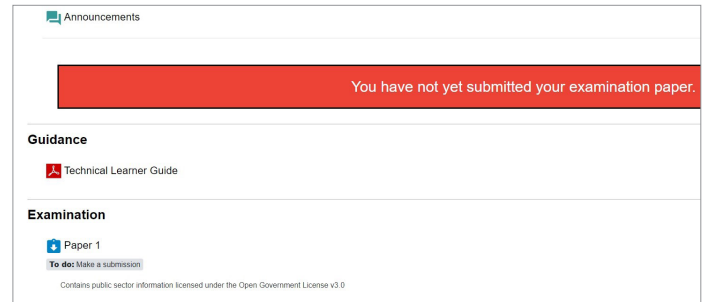 Announcements
You have not yet submitted your examination paper.
Guidance
Technical Learner Guide
Examination
Paper 1
To do: Make a submission
Contains public sector information licensed under the Open Government License v3.0